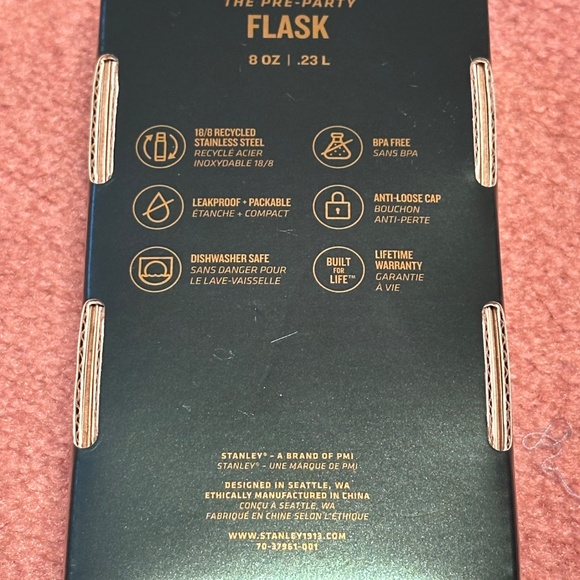 THE PRE-PARTY
FLASK
8 OZ | .23 L
18/8 RECYCLED
STAINLESS STEEL
RECYCLÉ ACIER
INOXYDABLE 18/8
BPA FREE
SANS BPA
LEAKPROOF + PACKABLE
ÉTANCHE + COMPACT
ANTI-LOOSE CAP
BOUCHON
ANTI-PERTE
DISHWASHER SAFE
SANS DANGER POUR
LE LAVE-VAISSELLE
BUILT
FOR
LIFE™
LIFETIME
WARRANTY
GARANTIE
À VIE
STANLEY® – A BRAND OF PMI
STANLEY® – UNE MARQUE DE PMI
DESIGNED IN SEATTLE, WA
ETHICALLY MANUFACTURED IN CHINA
CONÇU À SEATTLE, WA
FABRIQUÉ EN CHINE SELON L'ÉTHIQUE
WWW.STANLEY1913.COM
70-37961-001